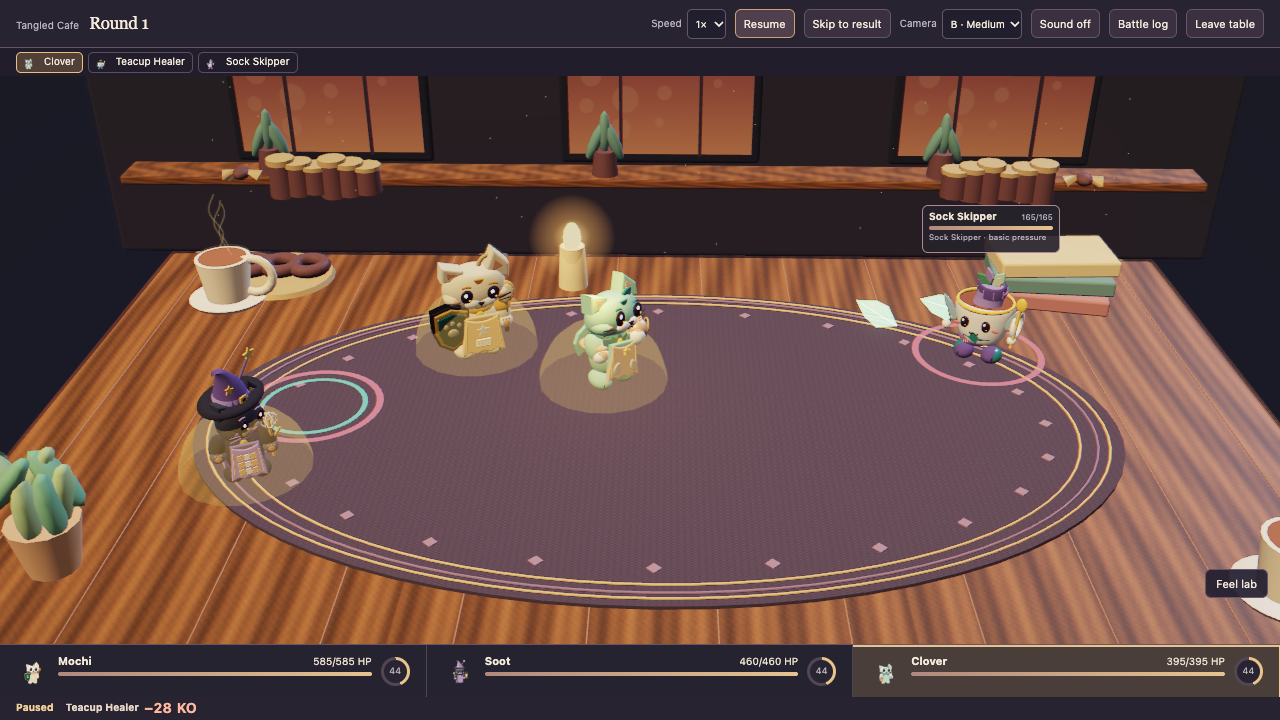 Tangled Cafe Round 1 Speed 1× Resume Skip to result Camera B · Medium Sound off Battle log Leave table
Clover Teacup Healer Sock Skipper
Sock Skipper 165/165
Sock Skipper · basic pressure
Feel lab
Mochi 585/585 HP 44 Soot 460/460 HP 44 Clover 395/395 HP 44
Paused Teacup Healer −28 KO